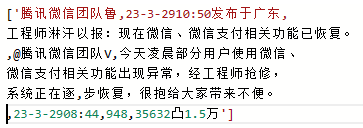 ['腾讯微信团队鲁,23-3-2910:50发布于广东,
工程师淋汗以报：现在微信、微信支付相关功能已恢复。
,@腾讯微信团队V,今天凌晨部分用户使用微信、
微信支付相关功能出现异常，经工程师抢修，
系统正在逐,步恢复，很抱给大家带来不便。
,23-2908:44,948,35632凸1.5万']